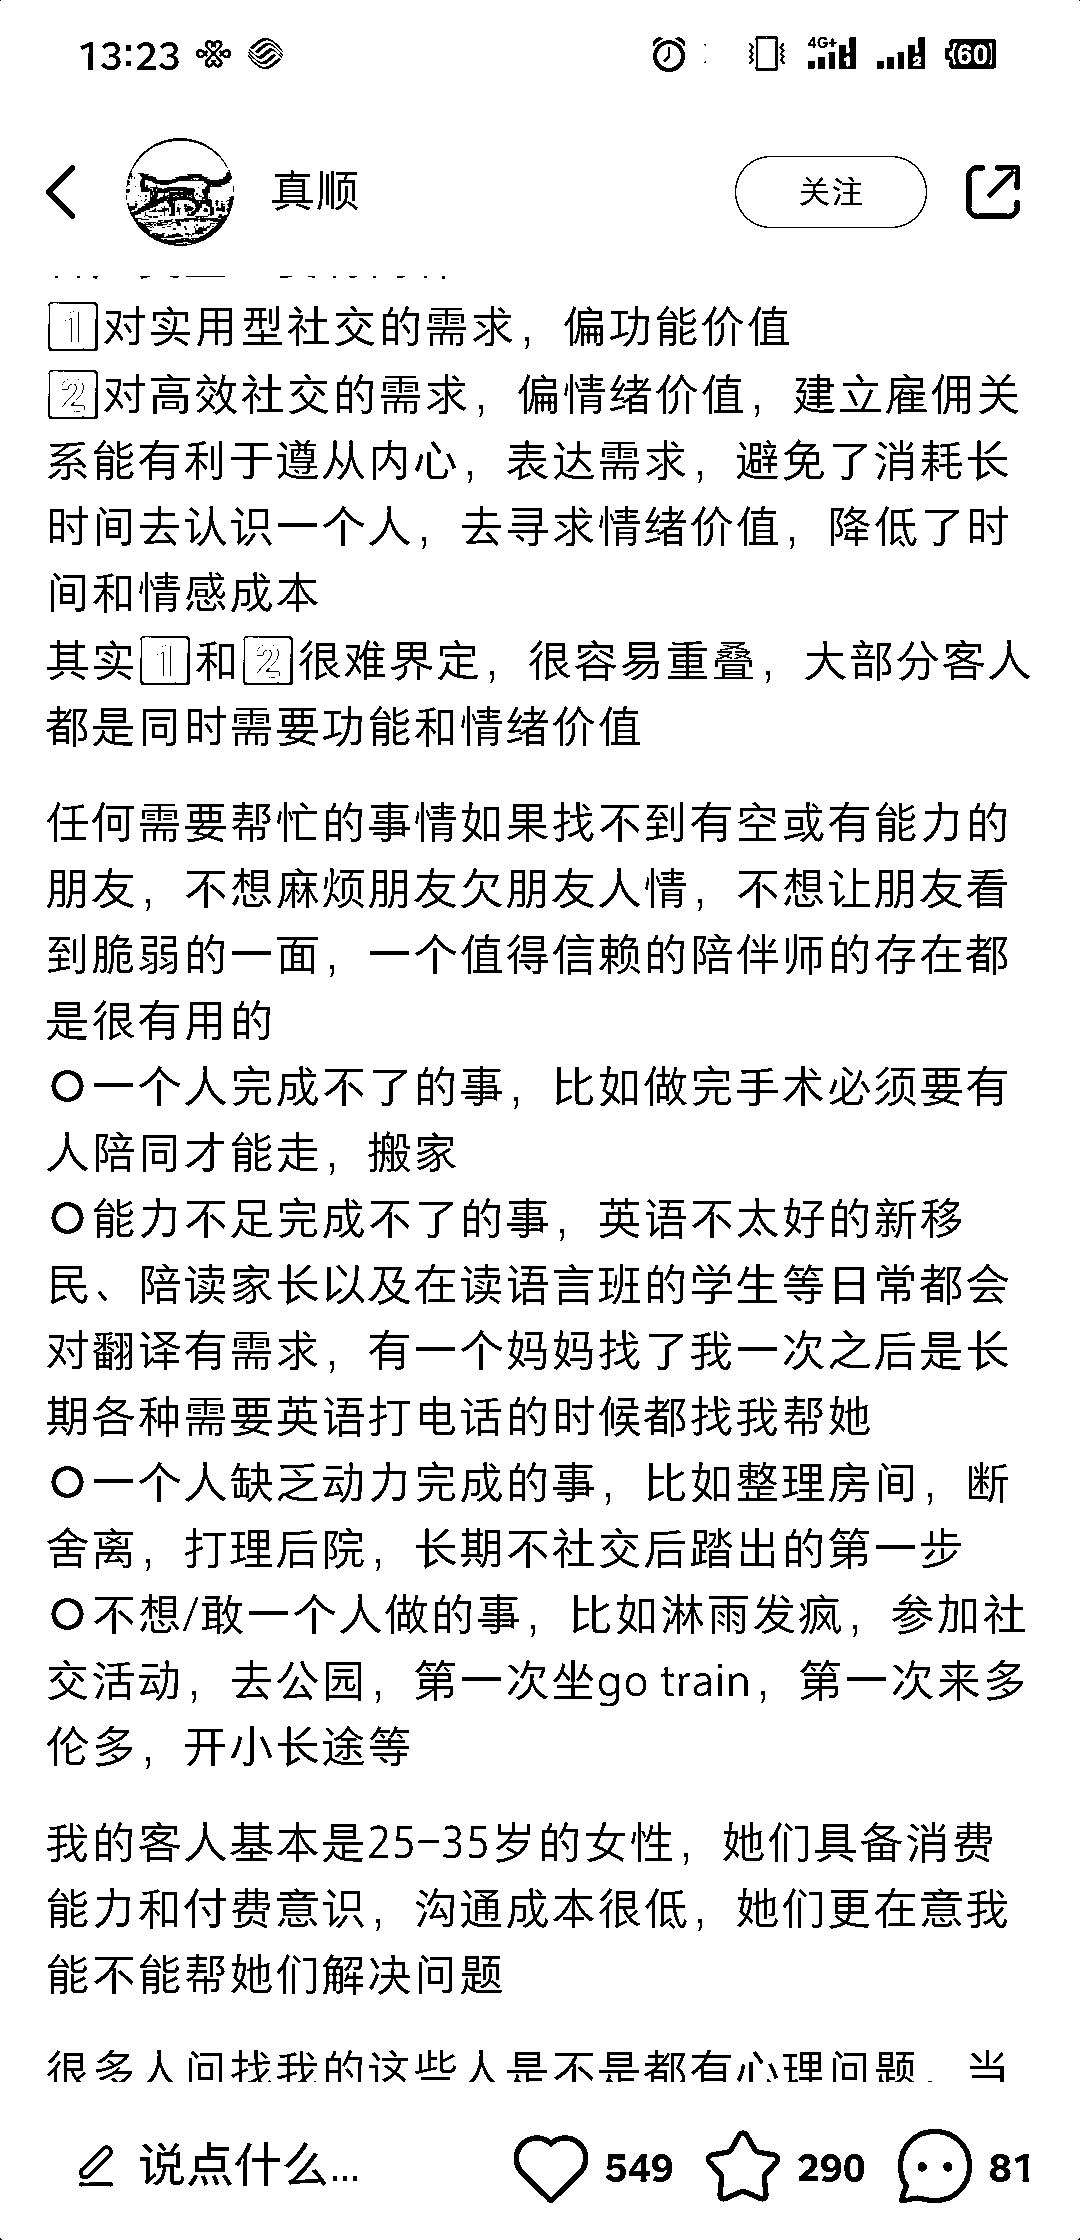 13:23
4G+
1
2
60
真顺
关注
1对实用型社交的需求，偏功能价值
2对高效社交的需求，偏情绪价值，建立雇佣关
系能有利于遵从内心，表达需求，避免了消耗长
时间去认识一个人，去寻求情绪价值，降低了时
间和情感成本
其实1和2很难界定，很容易重叠，大部分客人
都是同时需要功能和情绪价值
任何需要帮忙的事情如果找不到有空或有能力的
朋友，不想麻烦朋友欠朋友人情，不想让朋友看
到脆弱的一面，一个值得信赖的陪伴师的存在都
是很有用的
⭕一个人完成不了的事，比如做完手术必须要有
人陪同才能走，搬家
⭕能力不足完成不了的事，英语不太好的新移
民、陪读家长以及在读语言班的学生等日常都会
对翻译有需求，有一个妈妈找了我一次之后是长
期各种需要英语打电话的时候都找我帮她
⭕一个人缺乏动力完成的事，比如整理房间，断
舍离，打理后院，长期不社交后踏出的第一步
⭕不想/敢一个人做的事，比如淋雨发疯，参加社
交活动，去公园，第一次坐go train，第一次来多
伦多，开小长途等
我的客人基本是25-35岁的女性，她们具备消费
能力和付费意识，沟通成本很低，她们更在意我
能不能帮她们解决问题
很多人问找我的这些人是不是都有心理问题，当
说点什么...
549
290
81